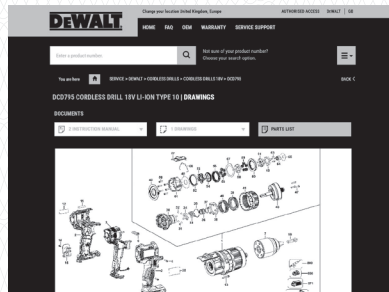 DEWALT
Change your location United Kingdom, Europe
AUTHORISED ACCESS DEWALT | GB
HOME FAQ OEM WARRANTY SERVICE SUPPORT
Enter a product number
Not sure of your product number?
Choose your search option.
You are here
SERVICE > DEWALT > CORDLESS DRILLS > CORDLESS DRILLS 18V > DCD795
BACK
DCD795 CORDLESS DRILL 18V LI-ION TYPE 10 | DRAWINGS
DOCUMENTS
2 INSTRUCTION MANUAL
1 DRAWINGS
PARTS LIST